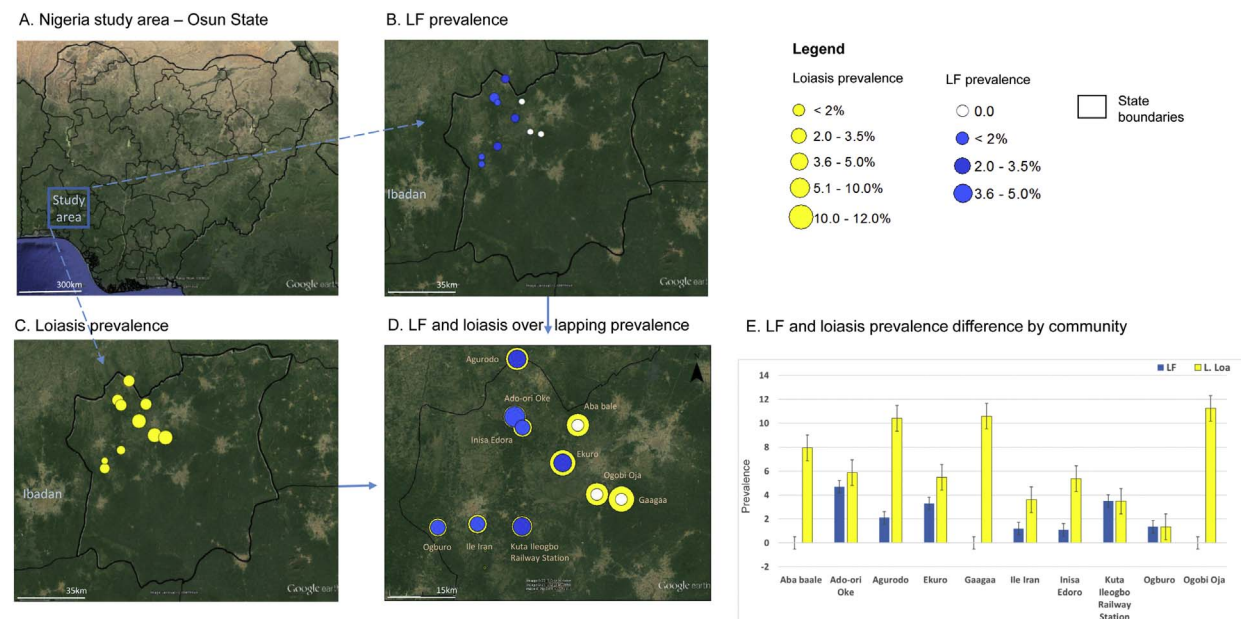 A. Nigeria study area – Osun State
Study
area
300km
Google earth
B. LF prevalence
Ibadan
35km
Google earth
Legend
Loiasis prevalence
< 2%
2.0 - 3.5%
3.6 - 5.0%
5.1 - 10.0%
10.0 - 12.0%
LF prevalence
0.0
< 2%
2.0 - 3.5%
3.6 - 5.0%
State
boundaries
C. Loiasis prevalence
Ibadan
35km
Google earth
D. LF and loiasis over lapping prevalence
Agurodo
Ado-ori Oke
Aba bale
Inisa Edora
Ekuro
Ogobi Oja
Gaagaa
Ogburo
Ile Iran
Kuta Ileogbo
Railway Station
15km
Google earth
E. LF and loiasis prevalence difference by community
LF
L. Loa
Prevalence
14
12
10
8
6
4
2
0
-2
Aba baale
Ado-ori
Oke
Agurodo
Ekuro
Gaagaa
Ile Iran
Inisa
Edoro
Kuta
Ileogbo
Railway
Station
Ogburo
Ogobi Oja